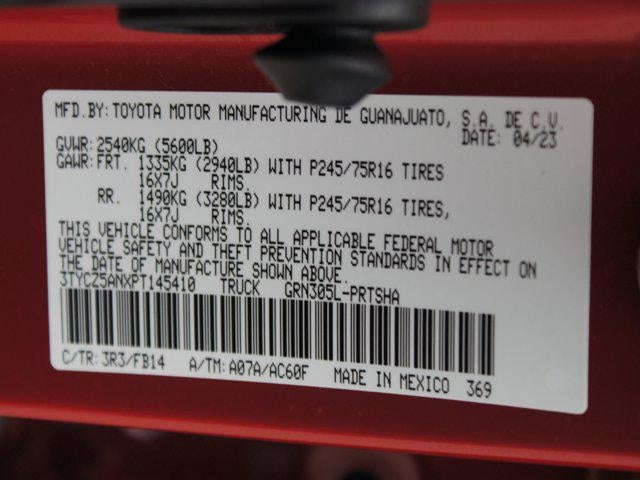 MFD. BY: TOYOTA MOTOR MANUFACTURING DE GUANAJUATO, S.A. DE C.V.
DATE: 04/23
GVWR: 2540KG (5600LB)
GAWR: FRT. 1335KG (2940LB) WITH P245/75R16 TIRES
16X7J RIMS.
RR. 1490KG (3280LB) WITH P245/75R16 TIRES,
16X7J RIMS.
THIS VEHICLE CONFORMS TO ALL APPLICABLE FEDERAL MOTOR
VEHICLE SAFETY AND THEFT PREVENTION STANDARDS IN EFFECT ON
THE DATE OF MANUFACTURE SHOWN ABOVE.
3TYCZ5ANXPT145410 TRUCK GRN305L-PRTSHA
C/TR: 3R3/FB14 A/TM: A07A/AC60F MADE IN MEXICO 369